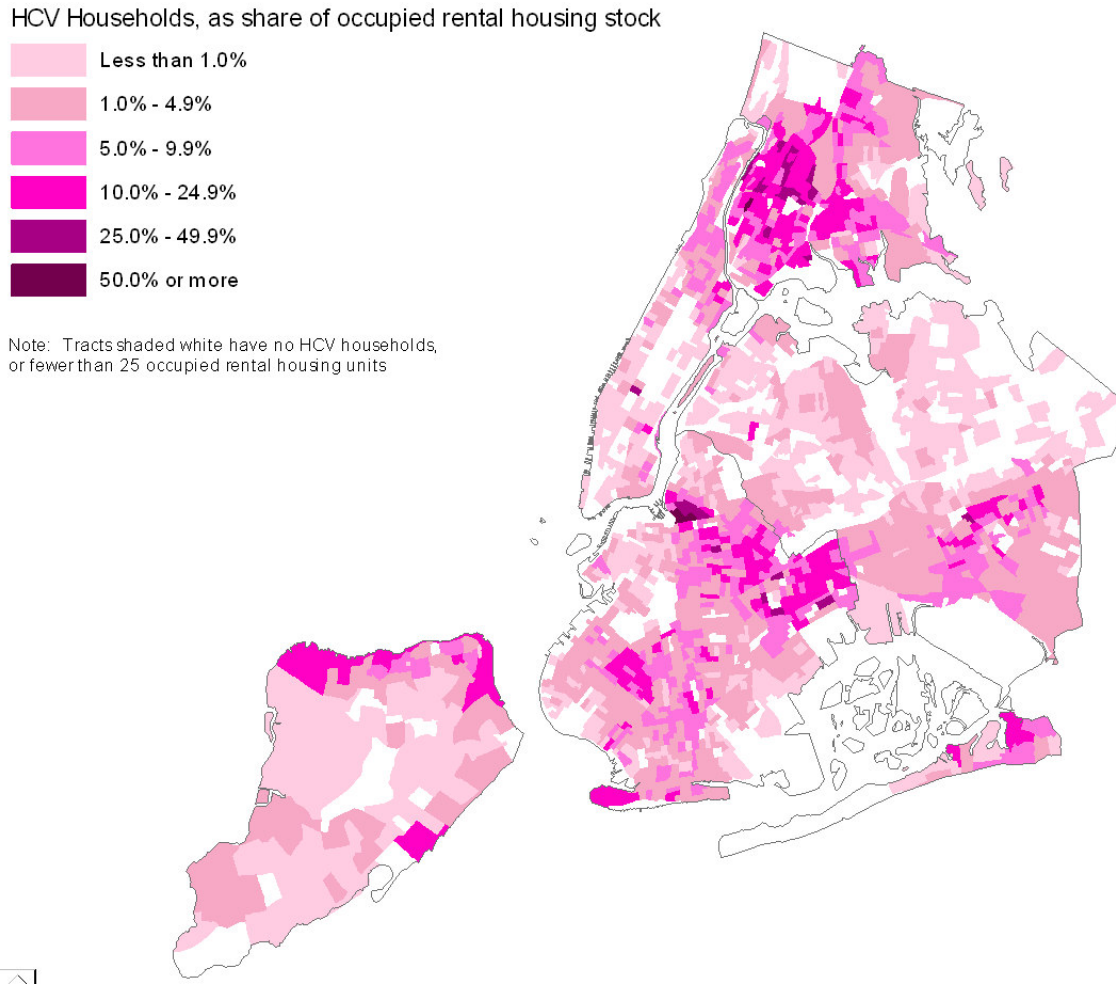 HCV Households, as share of occupied rental housing stock
Less than 1.0%
1.0% - 4.9%
5.0% - 9.9%
10.0% - 24.9%
25.0% - 49.9%
50.0% or more
Note: Tracts shaded white have no HCV households,
or fewer than 25 occupied rental housing units